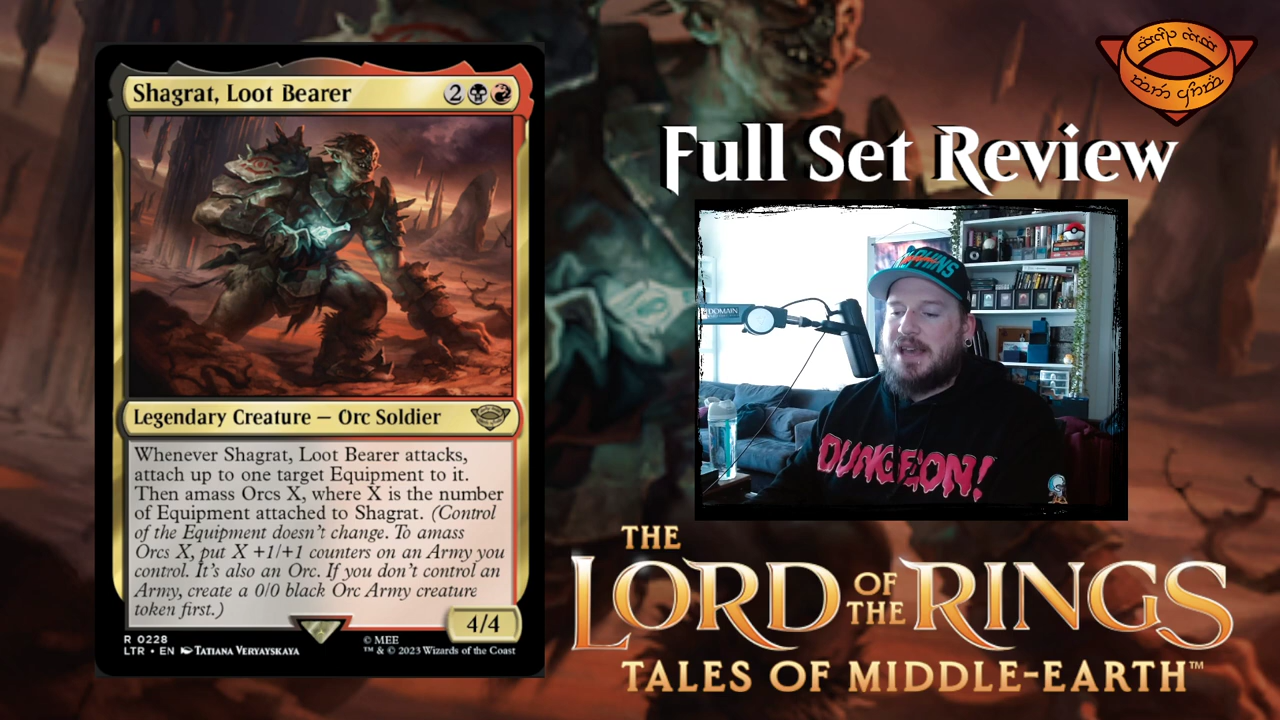 Shagrat, Loot Bearer
2
Legendary Creature — Orc Soldier
Whenever Shagrat, Loot Bearer attacks,
attach up to one target Equipment to it.
Then amass Orcs X, where X is the number
of Equipment attached to Shagrat. (Control
of the Equipment doesn't change. To amass
Orcs X, put X +1/+1 counters on an Army you
control. It's also an Orc. If you don't control an
Army, create a 0/0 black Orc Army creature
token first.)
4/4
R 0228
LTR • EN TATIANA VERYAYSKAYA
© MEE
™ & © 2023 Wizards of the Coast
Full Set Review
DOMAIN
DUNGEON!
THE
LORD OF THE RINGS
TALES OF MIDDLE-EARTH™